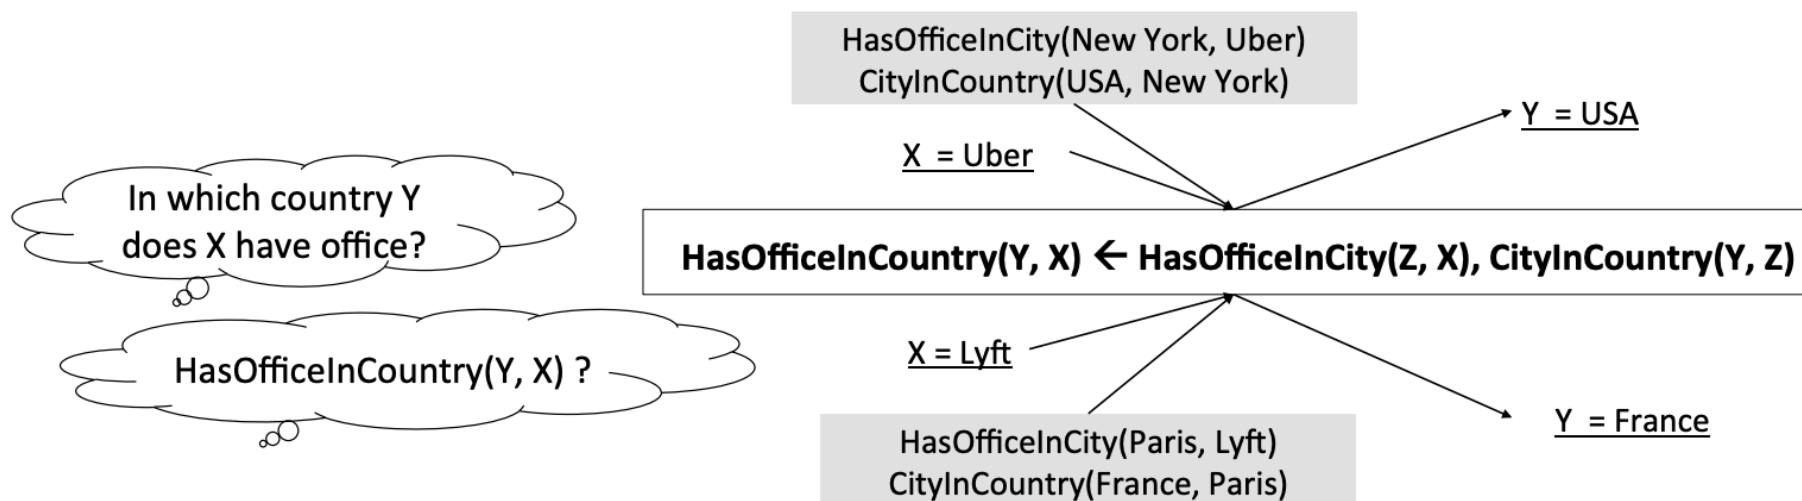 HasOfficeInCity(New York, Uber)
CityInCountry(USA, New York)
Y = USA
X = Uber
In which country Y
does X have office?
HasOfficeInCountry(Y, X) ← HasOfficeInCity(Z, X), CityInCountry(Y, Z)
HasOfficeInCountry(Y, X) ?
X = Lyft
Y = France
HasOfficeInCity(Paris, Lyft)
CityInCountry(France, Paris)